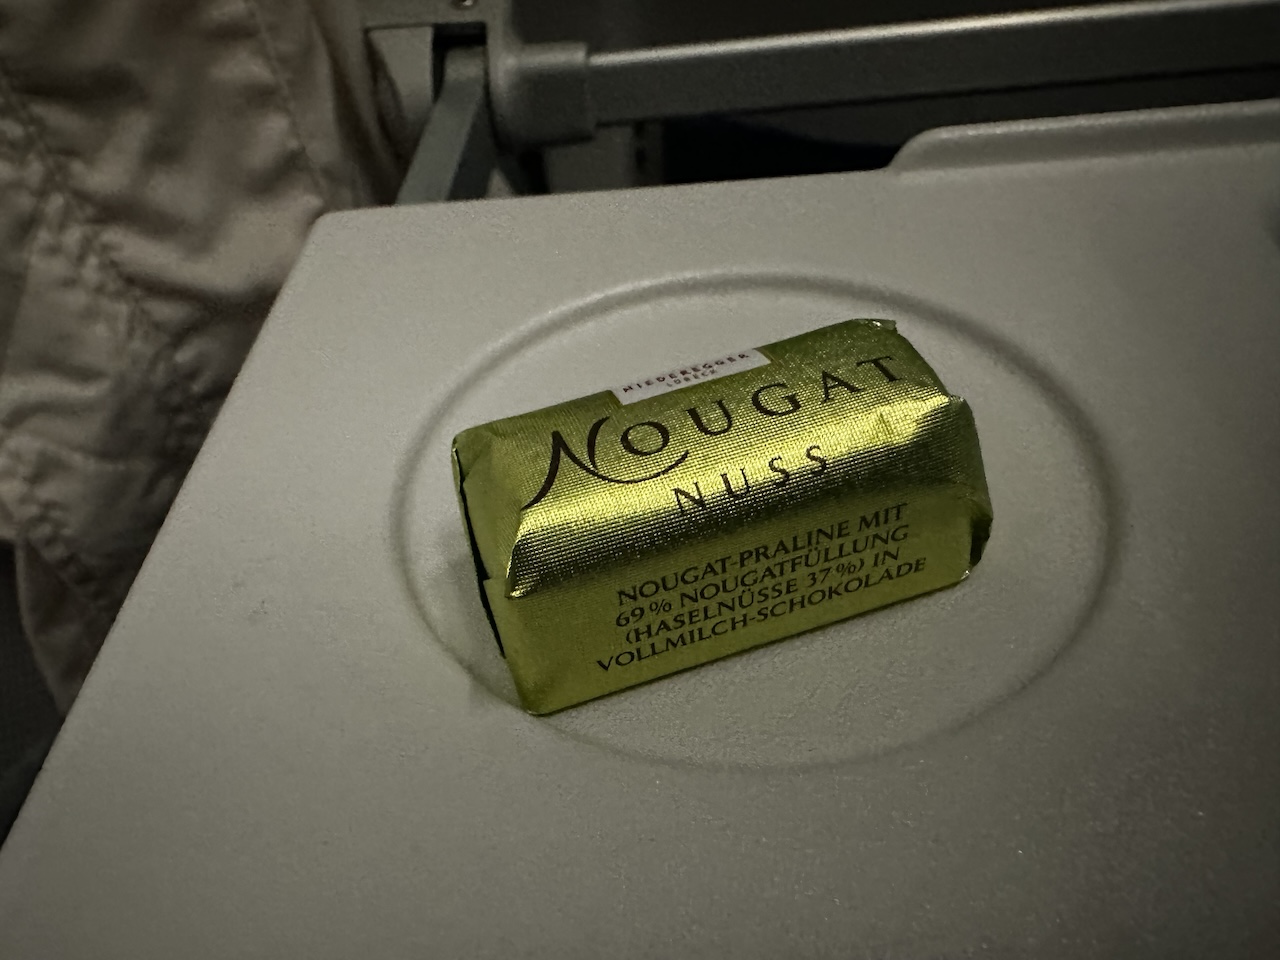 NIEDEREGGER
LÜBECK
NOUGAT
NUSS
NOUGAT-PRALINE MIT
69% NOUGATFÜLLUNG
(HASELNÜSSE 37%) IN
VOLLMILCH-SCHOKOLADE